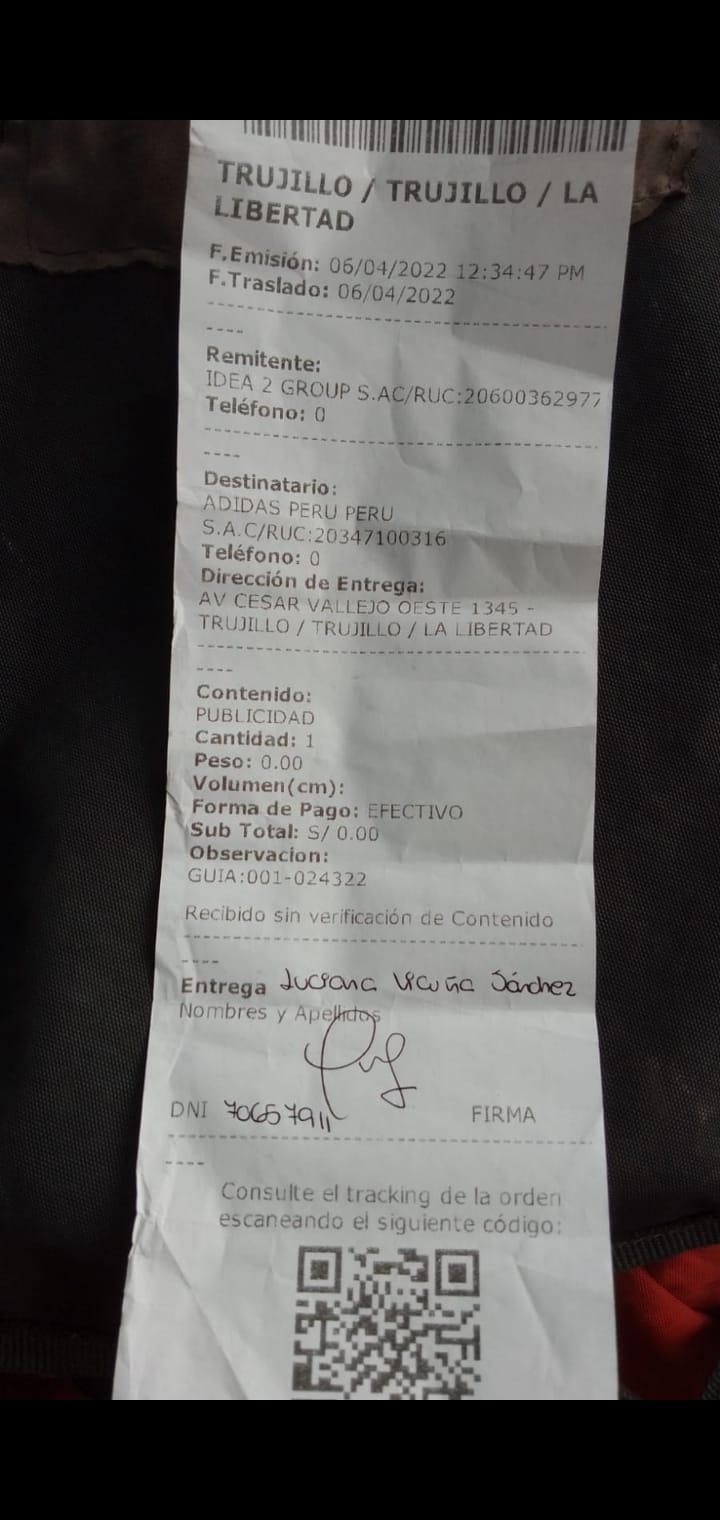 TRUJILLO / TRUJILLO / LA
LIBERTAD
F.Emisión: 06/04/2022 12:34:47 PM
F.Traslado: 06/04/2022
----
Remitente:
IDEA 2 GROUP S.AC/RUC:20600362977
Teléfono: 0
----
Destinatario:
ADIDAS PERU PERU
S.A.C/RUC:20347100316
Teléfono: 0
Dirección de Entrega:
AV CESAR VALLEJO OESTE 1345 -
TRUJILLO / TRUJILLO / LA LIBERTAD
----
Contenido:
PUBLICIDAD
Cantidad: 1
Peso: 0.00
Volumen(cm):
Forma de Pago: EFECTIVO
Sub Total: S/ 0.00
Observacion:
GUIA:001-024322
Recibido sin verificación de Contenido
----
Entrega Luciana Vicuña Sánchez
Nombres y Apellidos
DNI 70657911 FIRMA
----
Consulte el tracking de la orden
escaneando el siguiente código: